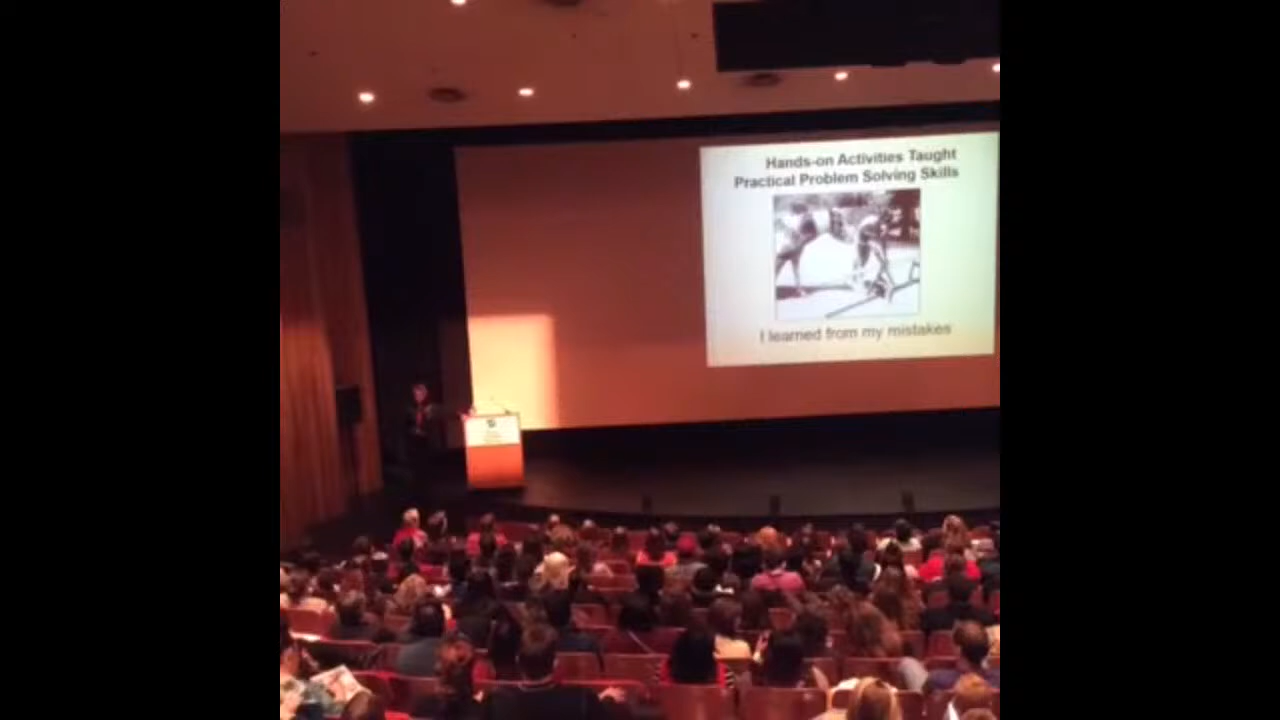 Hands-on Activities Taught
Practical Problem Solving Skills
I learned from my mistakes